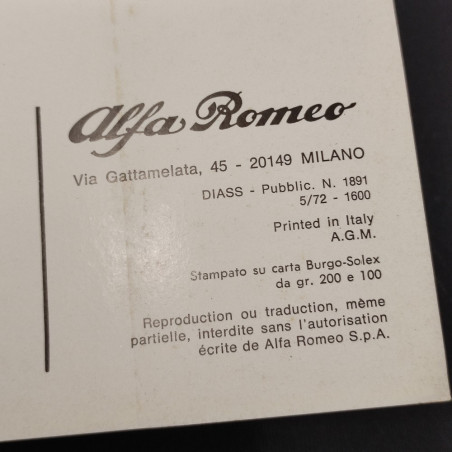 Alfa Romeo
Via Gattamelata, 45 - 20149 MILANO
DIASS - Pubblic. N. 1891
5/72 - 1600
Printed in Italy
A.G.M.
Stampato su carta Burgo-Solex
da gr. 200 e 100
Reproduction ou traduction, mème
partielle, interdite sans l'autorisation
écrite de Alfa Romeo S.p.A.